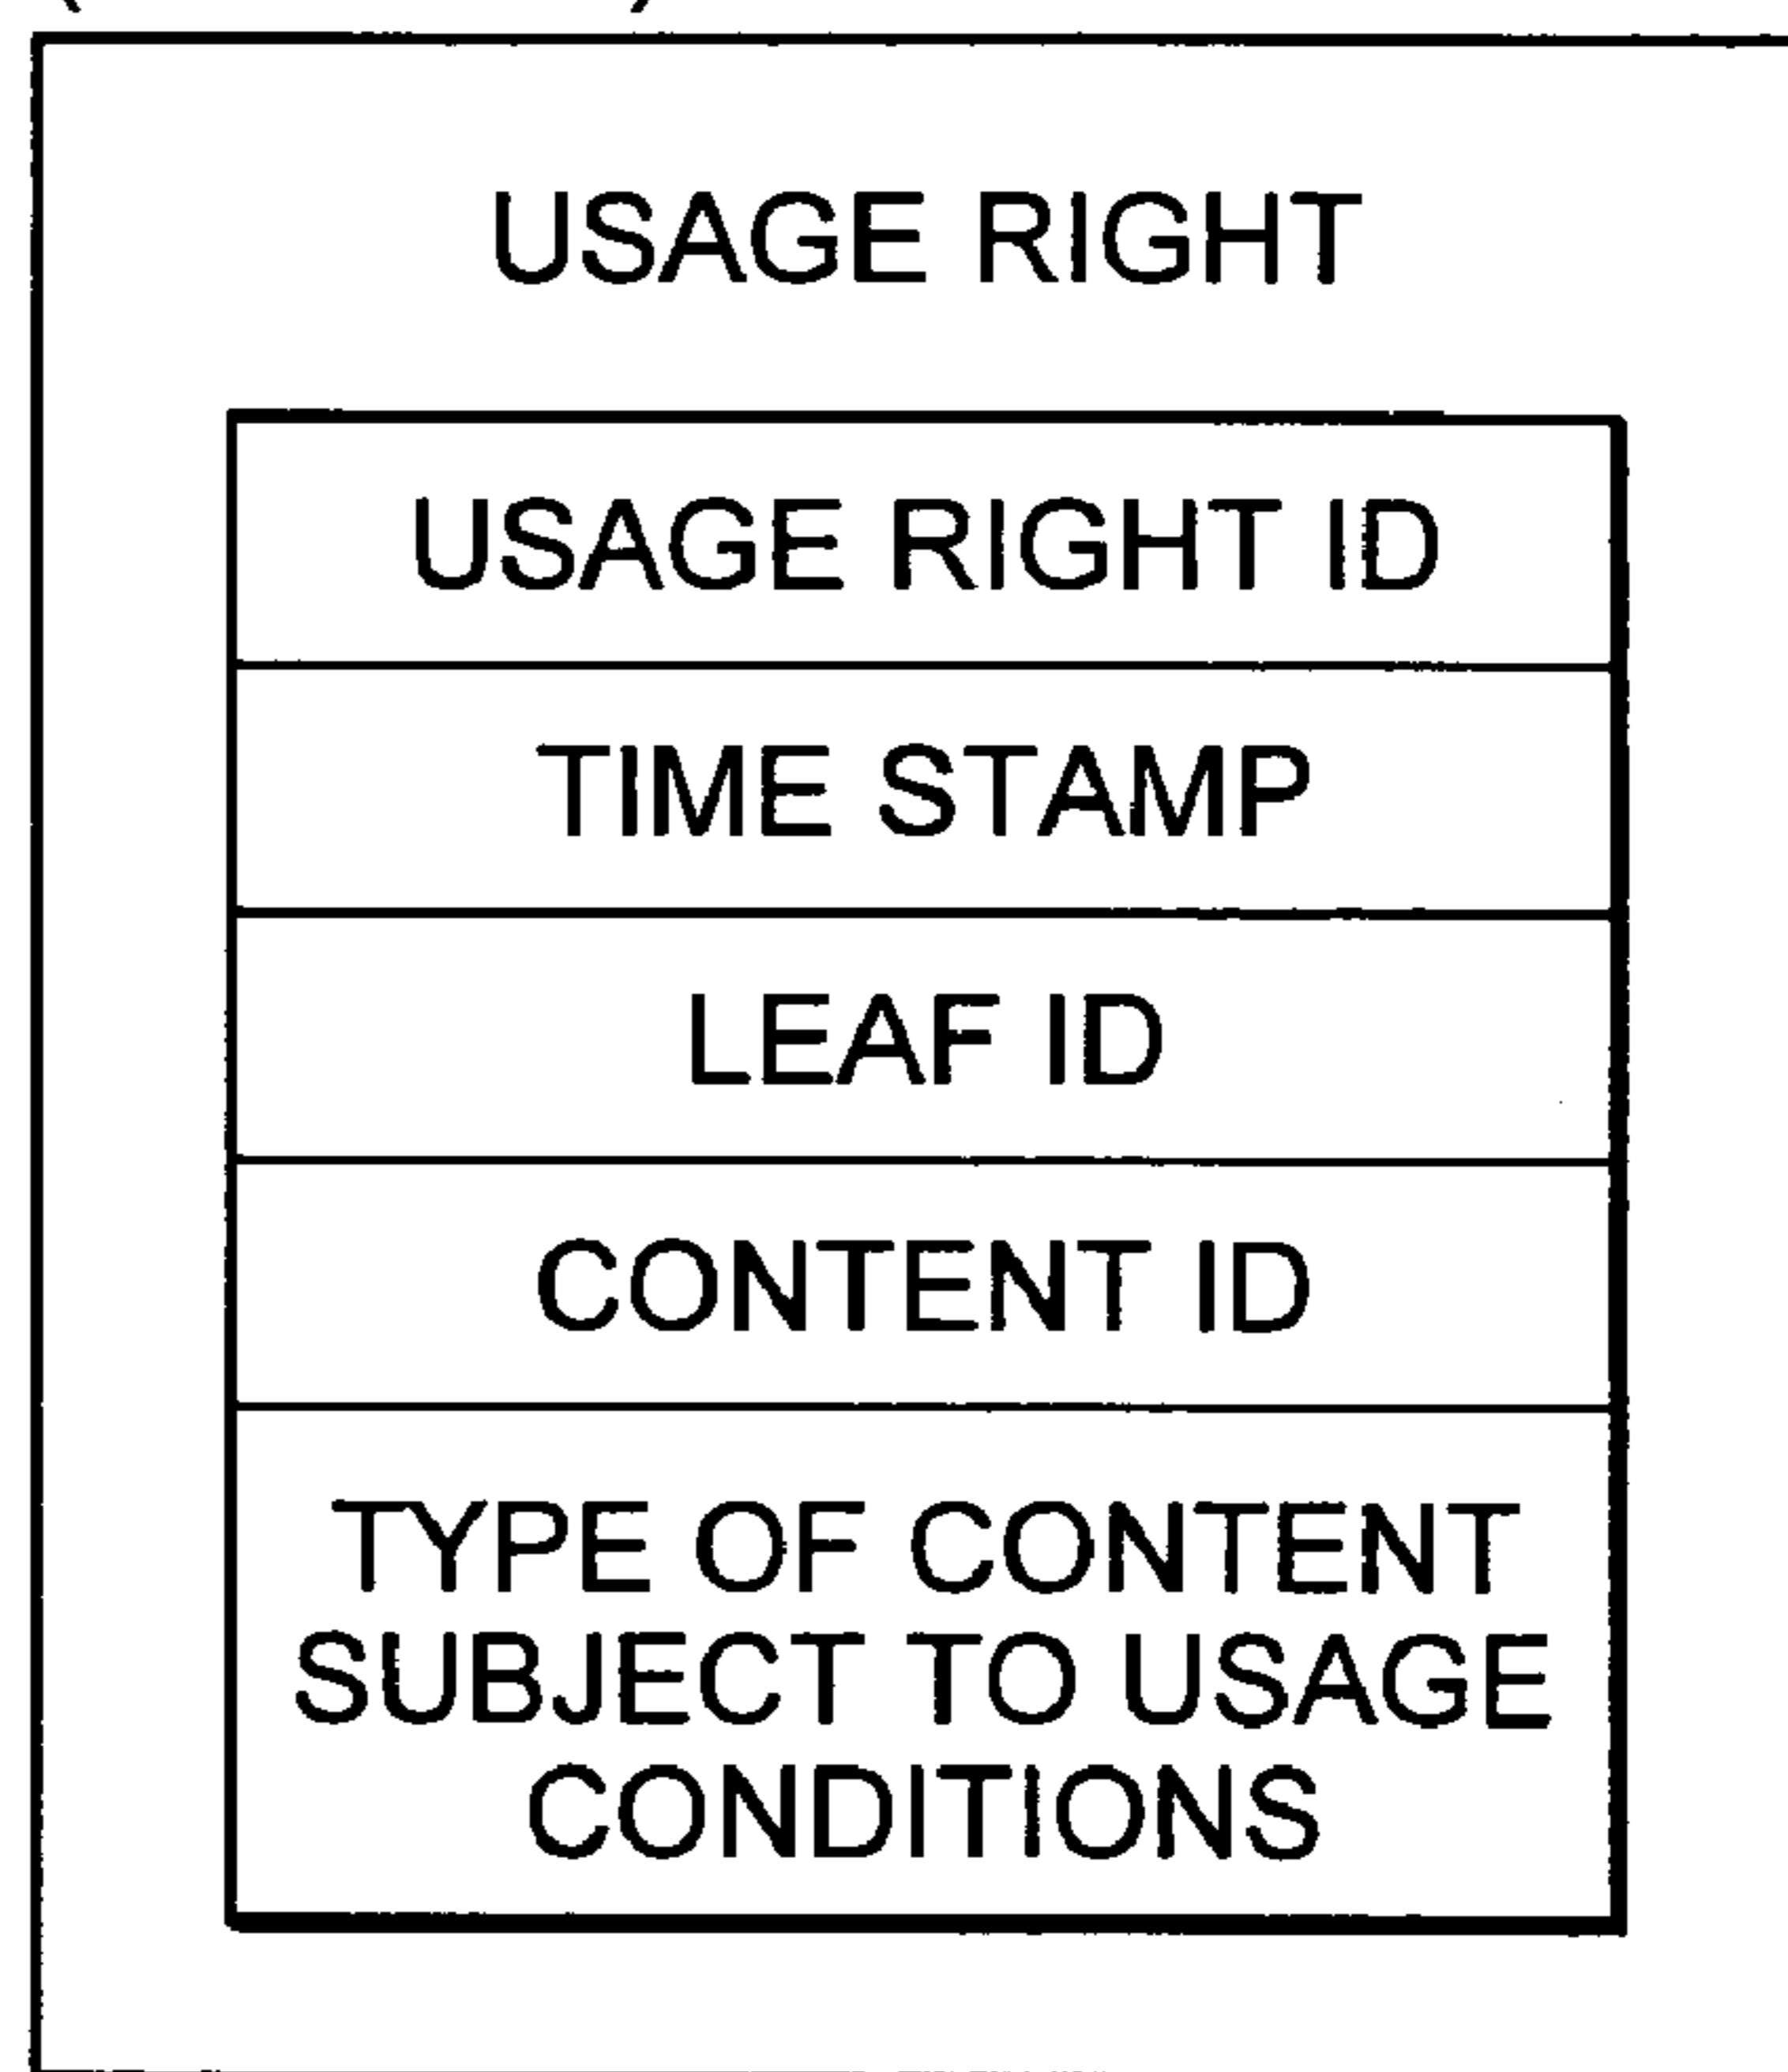 USAGE RIGHT
USAGE RIGHT ID
TIME STAMP
LEAF ID
CONTENT ID
TYPE OF CONTENT
SUBJECT TO USAGE
CONDITIONS